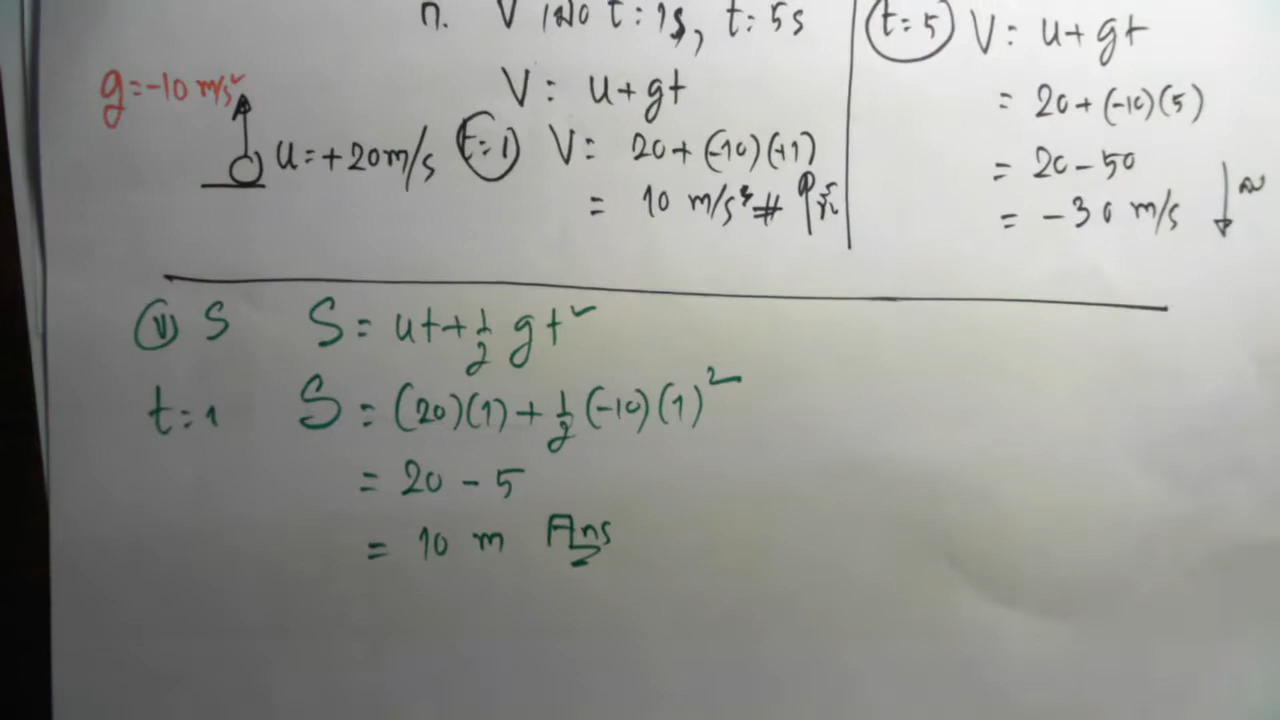 ก. V เมื่อ t = 1s, t = 5s
g = -10 m/s²
u = +20 m/s
V = u + gt
t = 1 V = 20 + (-10)(+1)
= 10 m/s #
t = 5 V = u + gt
= 20 + (-10)(5)
= 20 - 50
= -30 m/s ↓
ข S S = ut + 1/2 gt²
t = 1 S = (20)(1) + 1/2 (-10)(1)²
= 20 - 5
= 10 m Ans